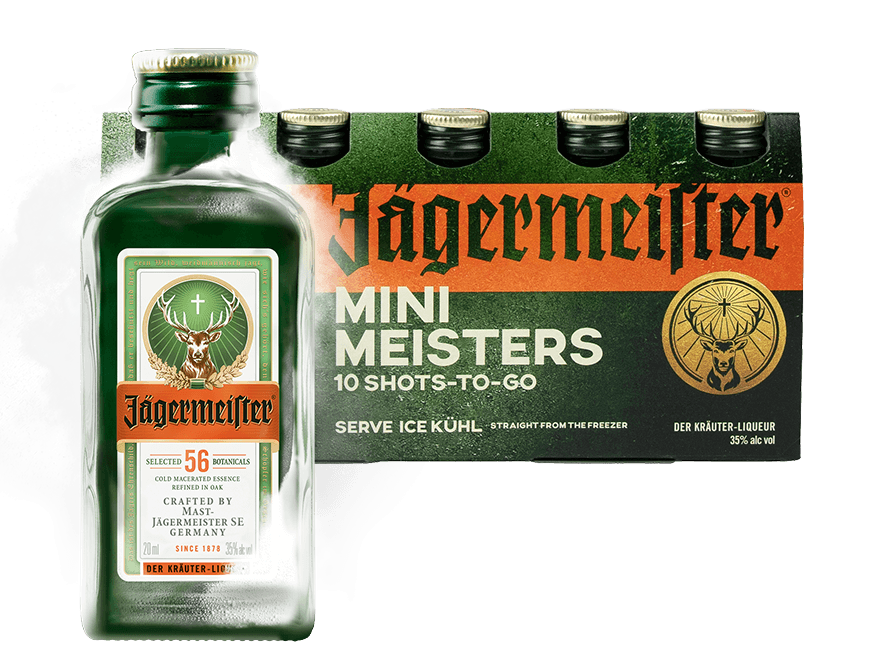 Jägermeister®
SELECTED 56 BOTANICALS
COLD MACERATED ESSENCE
REFINED IN OAK
CRAFTED BY
MAST-
JÄGERMEISTER SE
GERMANY
20 ml SINCE 1878 35% alc vol
DER KRÄUTER-
Jägermeister®
MINI
MEISTERS
10 SHOTS-TO-GO
SERVE ICE KÜHL STRAIGHT FROM THE FREEZER
DER KRÄUTER-LIQUEUR
35% alc vol